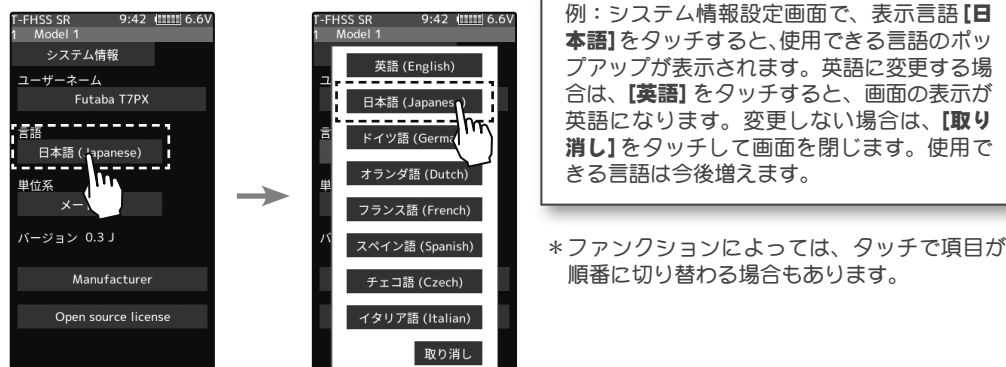 T-FHSS SR 9:42 6.6V
1 Model 1
システム情報
ユーザーネーム
Futaba T7PX
言語
日本語 (Japanese)
単位系
メー
バージョン 0.3 J
Manufacturer
Open source license
T-FHSS SR 9:42 6.6V
1 Model 1
英語 (English)
日本語 (Japanese)
ドイツ語 (Germa
オランダ語 (Dutch)
フランス語 (French)
スペイン語 (Spanish)
チェコ語 (Czech)
イタリア語 (Italian)
取り消し
例：システム情報設定画面で、表示言語 [日
本語] をタッチすると、使用できる言語のポッ
プアップが表示されます。英語に変更する場
合は、[英語] をタッチすると、画面の表示が
英語になります。変更しない場合は、[取り
消し] をタッチして画面を閉じます。使用で
きる言語は今後増えます。
＊ファンクションによっては、タッチで項目が
順番に切り替わる場合もあります。